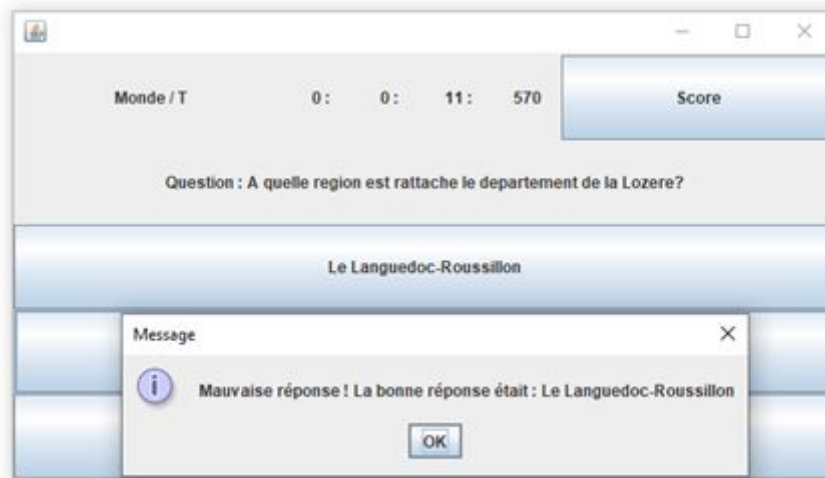 Monde / T 0 : 0 : 11 : 570 Score
Question : A quelle region est rattache le departement de la Lozere?
Le Languedoc-Roussillon
Message
Mauvaise réponse ! La bonne réponse était : Le Languedoc-Roussillon
OK